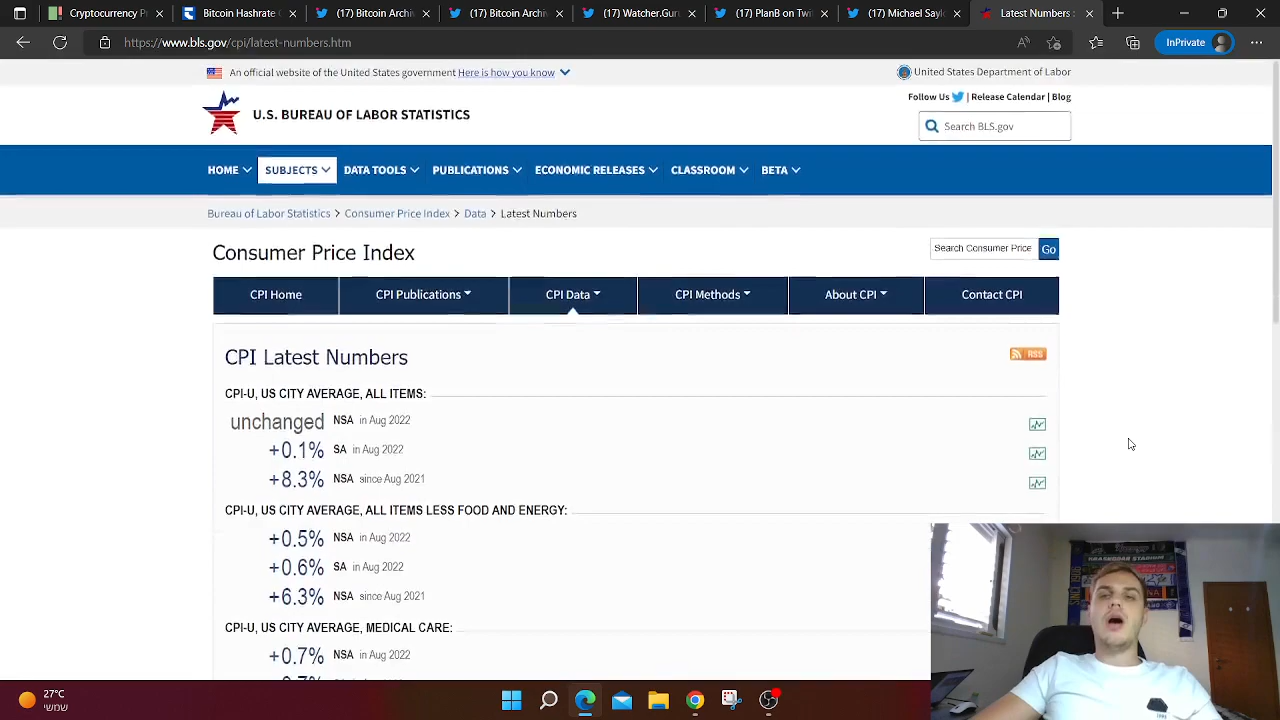 Cryptocurrency P
Bitcoin Hashrate C
(17) Bitcoin Archiv
(17) Bitcoin Archiv
(17) Watcher.Guru
(17) PlanB on Twi
(17) Michael Saylo
Latest Numbers :
https://www.bls.gov/cpi/latest-numbers.htm
InPrivate
An official website of the United States government Here is how you know
United States Department of Labor
Follow Us | Release Calendar | Blog
U.S. BUREAU OF LABOR STATISTICS
Search BLS.gov
HOME SUBJECTS DATA TOOLS PUBLICATIONS ECONOMIC RELEASES CLASSROOM BETA
Bureau of Labor Statistics > Consumer Price Index > Data > Latest Numbers
Consumer Price Index
Search Consumer Price Go
CPI Home CPI Publications CPI Data CPI Methods About CPI Contact CPI
CPI Latest Numbers
RSS
CPI-U, US CITY AVERAGE, ALL ITEMS:
unchanged NSA in Aug 2022
+0.1% SA in Aug 2022
+8.3% NSA since Aug 2021
CPI-U, US CITY AVERAGE, ALL ITEMS LESS FOOD AND ENERGY:
+0.5% NSA in Aug 2022
+0.6% SA in Aug 2022
+6.3% NSA since Aug 2021
CPI-U, US CITY AVERAGE, MEDICAL CARE:
+0.7% NSA in Aug 2022
27°C
שמשי